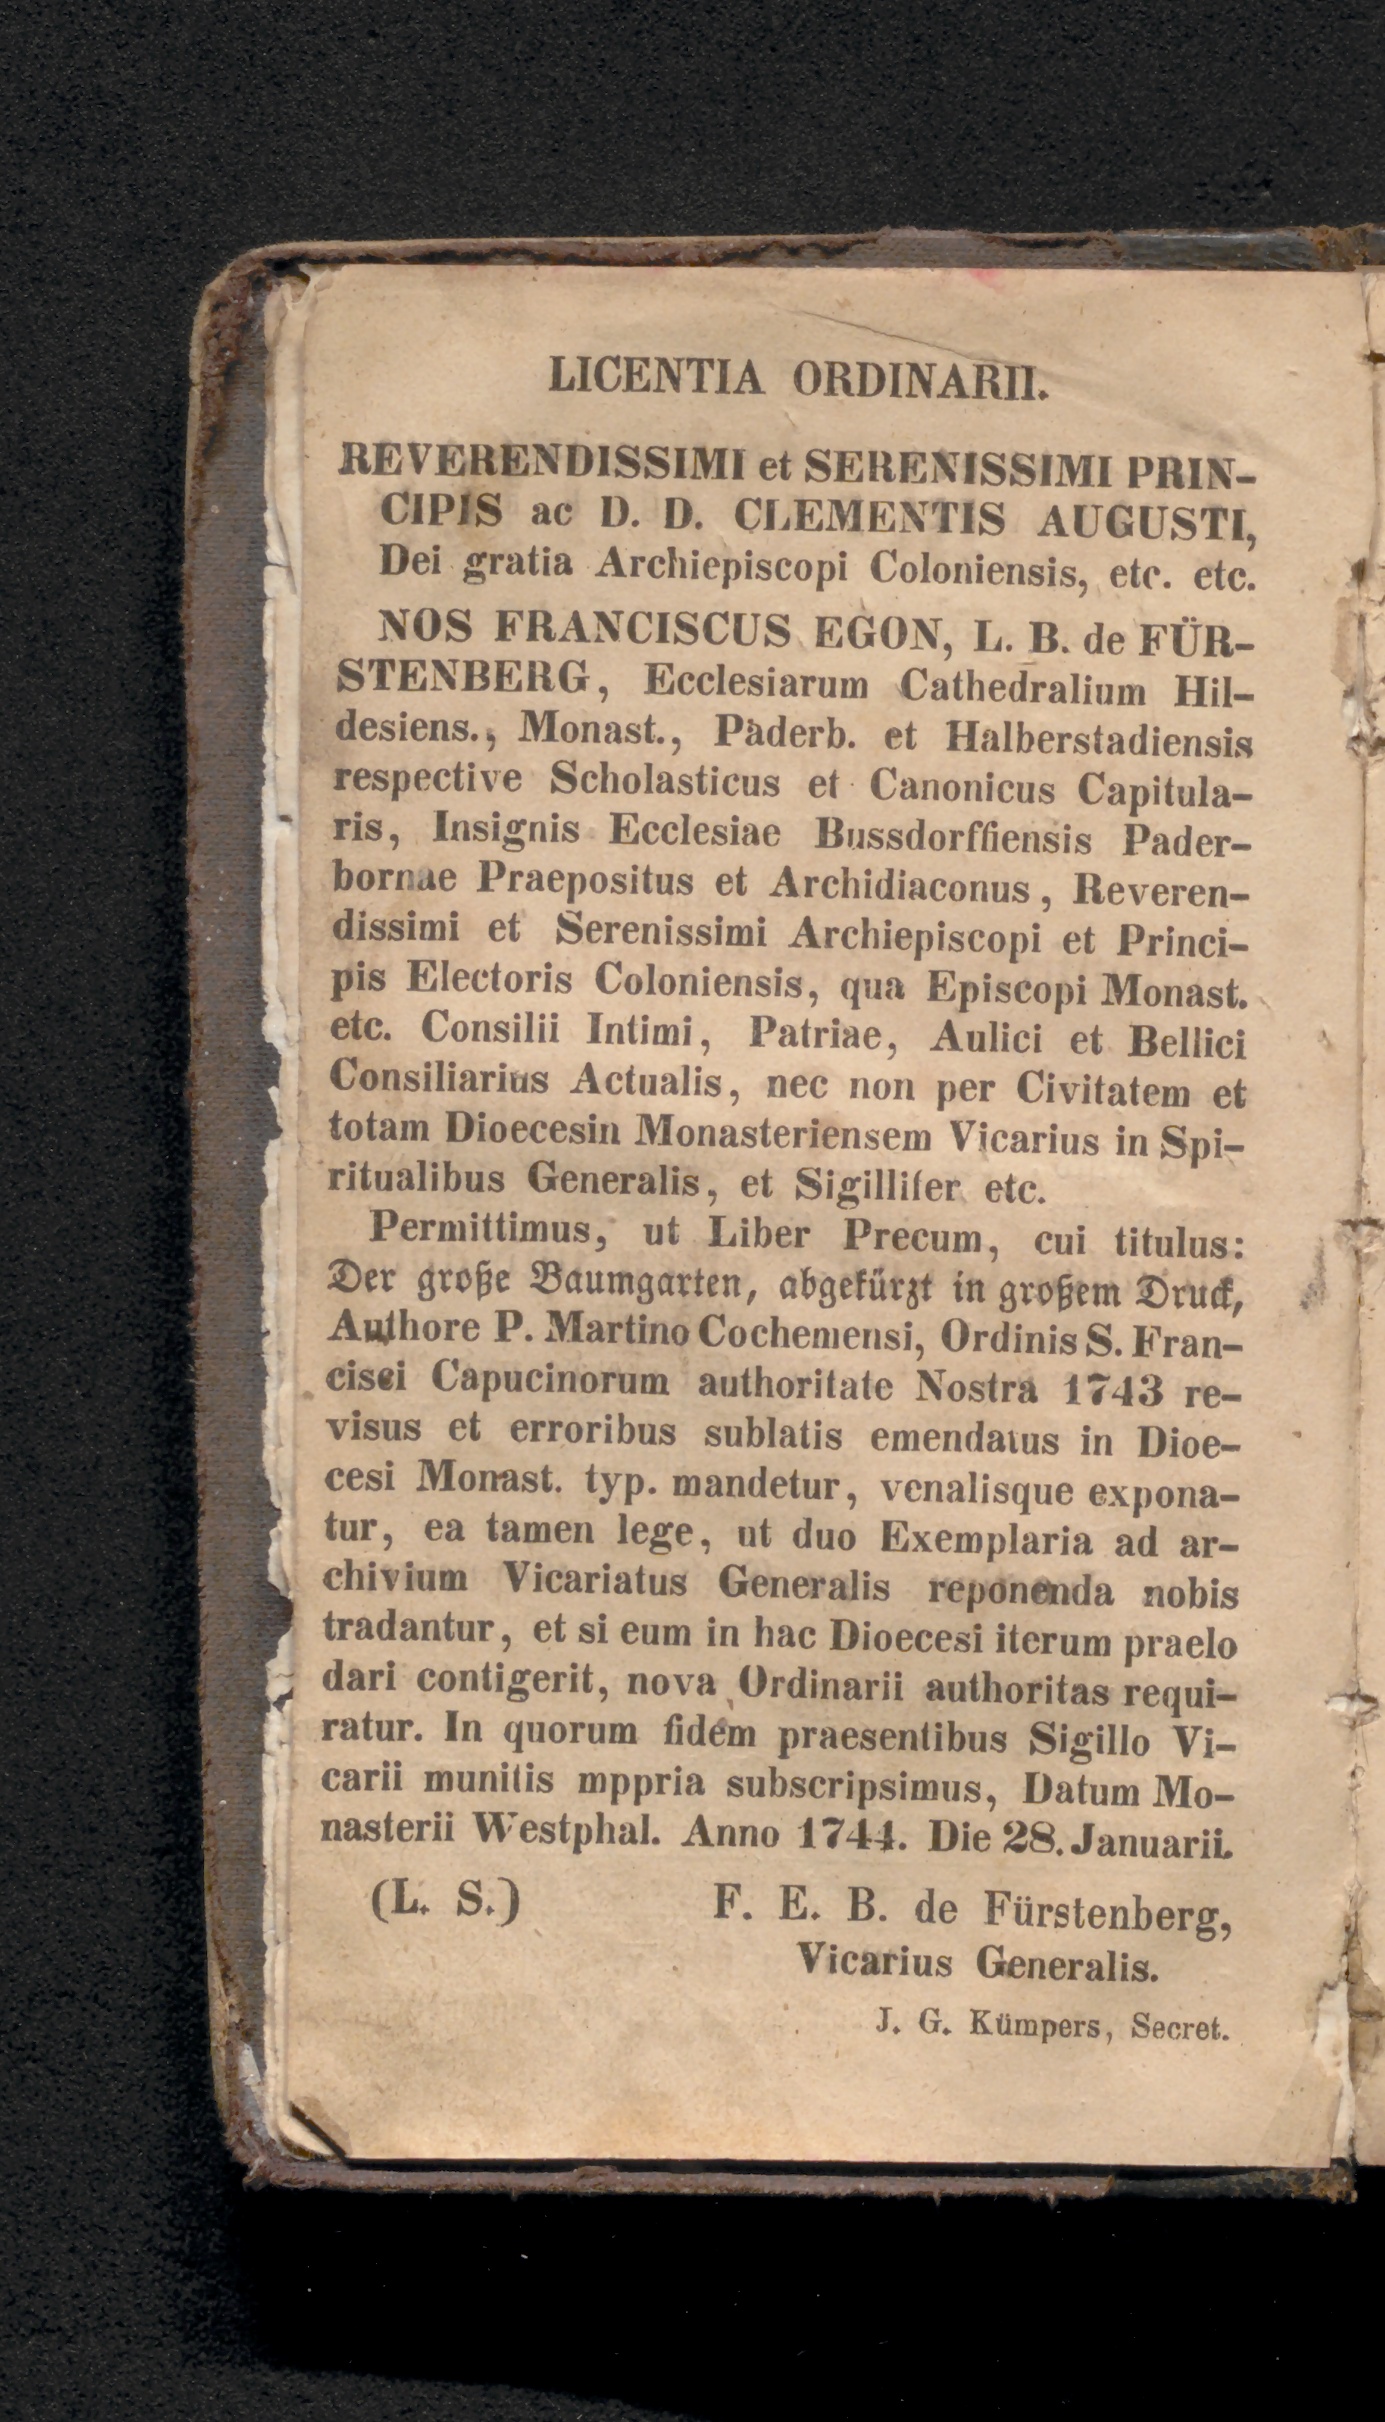 LICENTIA ORDINARII.
REVERENDISSIMI et SERENISSIMI PRIN-
CIPIS ac D. D. CLEMENTIS AUGUSTI,
Dei gratia Archiepiscopi Coloniensis, etc. etc.
NOS FRANCISCUS EGON, L. B. de FÜR-
STENBERG, Ecclesiarum Cathedralium Hil-
desiens., Monast., Paderb. et Halberstadiensis
respective Scholasticus et Canonicus Capitula-
ris, Insignis Ecclesiae Bussdorffiensis Pader-
bornae Praepositus et Archidiaconus, Reveren-
dissimi et Serenissimi Archiepiscopi et Princi-
pis Electoris Coloniensis, qua Episcopi Monast.
etc. Consilii Intimi, Patriae, Aulici et Bellici
Consiliarius Actualis, nec non per Civitatem et
totam Dioecesin Monasteriensem Vicarius in Spi-
ritualibus Generalis, et Sigillifer etc.
Permittimus, ut Liber Precum, cui titulus:
Der große Baumgarten, abgekürzt in großem Druck,
Authore P. Martino Cochemensi, Ordinis S. Fran-
cisci Capucinorum authoritate Nostra 1743 re-
visus et erroribus sublatis emendatus in Dioe-
cesi Monast. typ. mandetur, venalisque expona-
tur, ea tamen lege, ut duo Exemplaria ad ar-
chivium Vicariatus Generalis reponenda nobis
tradantur, et si eum in hac Dioecesi iterum praelo
dari contigerit, nova Ordinarii authoritas requi-
ratur. In quorum fidem praesentibus Sigillo Vi-
carii munitis mppria subscripsimus, Datum Mo-
nasterii Westphal. Anno 1744. Die 28. Januarii.
(L. S.) F. E. B. de Fürstenberg,
Vicarius Generalis.
J. G. Kümpers, Secret.